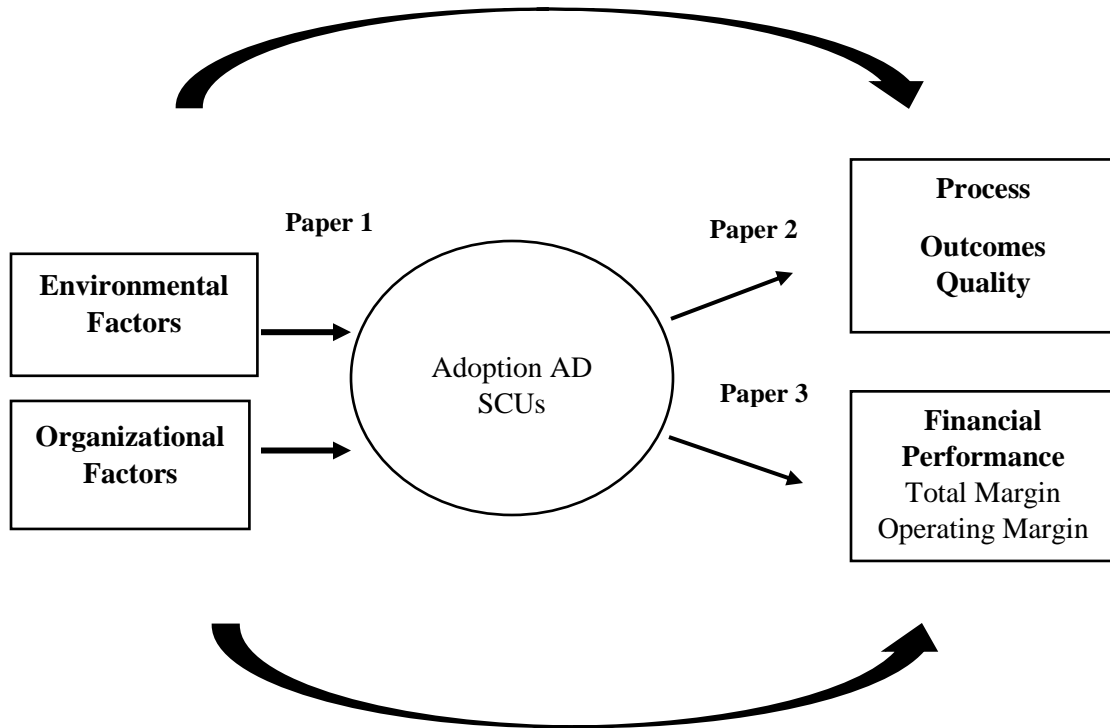 Paper 1
Environmental
Factors
Organizational
Factors
Adoption AD
SCUs
Paper 2
Process
Outcomes
Quality
Paper 3
Financial
Performance
Total Margin
Operating Margin